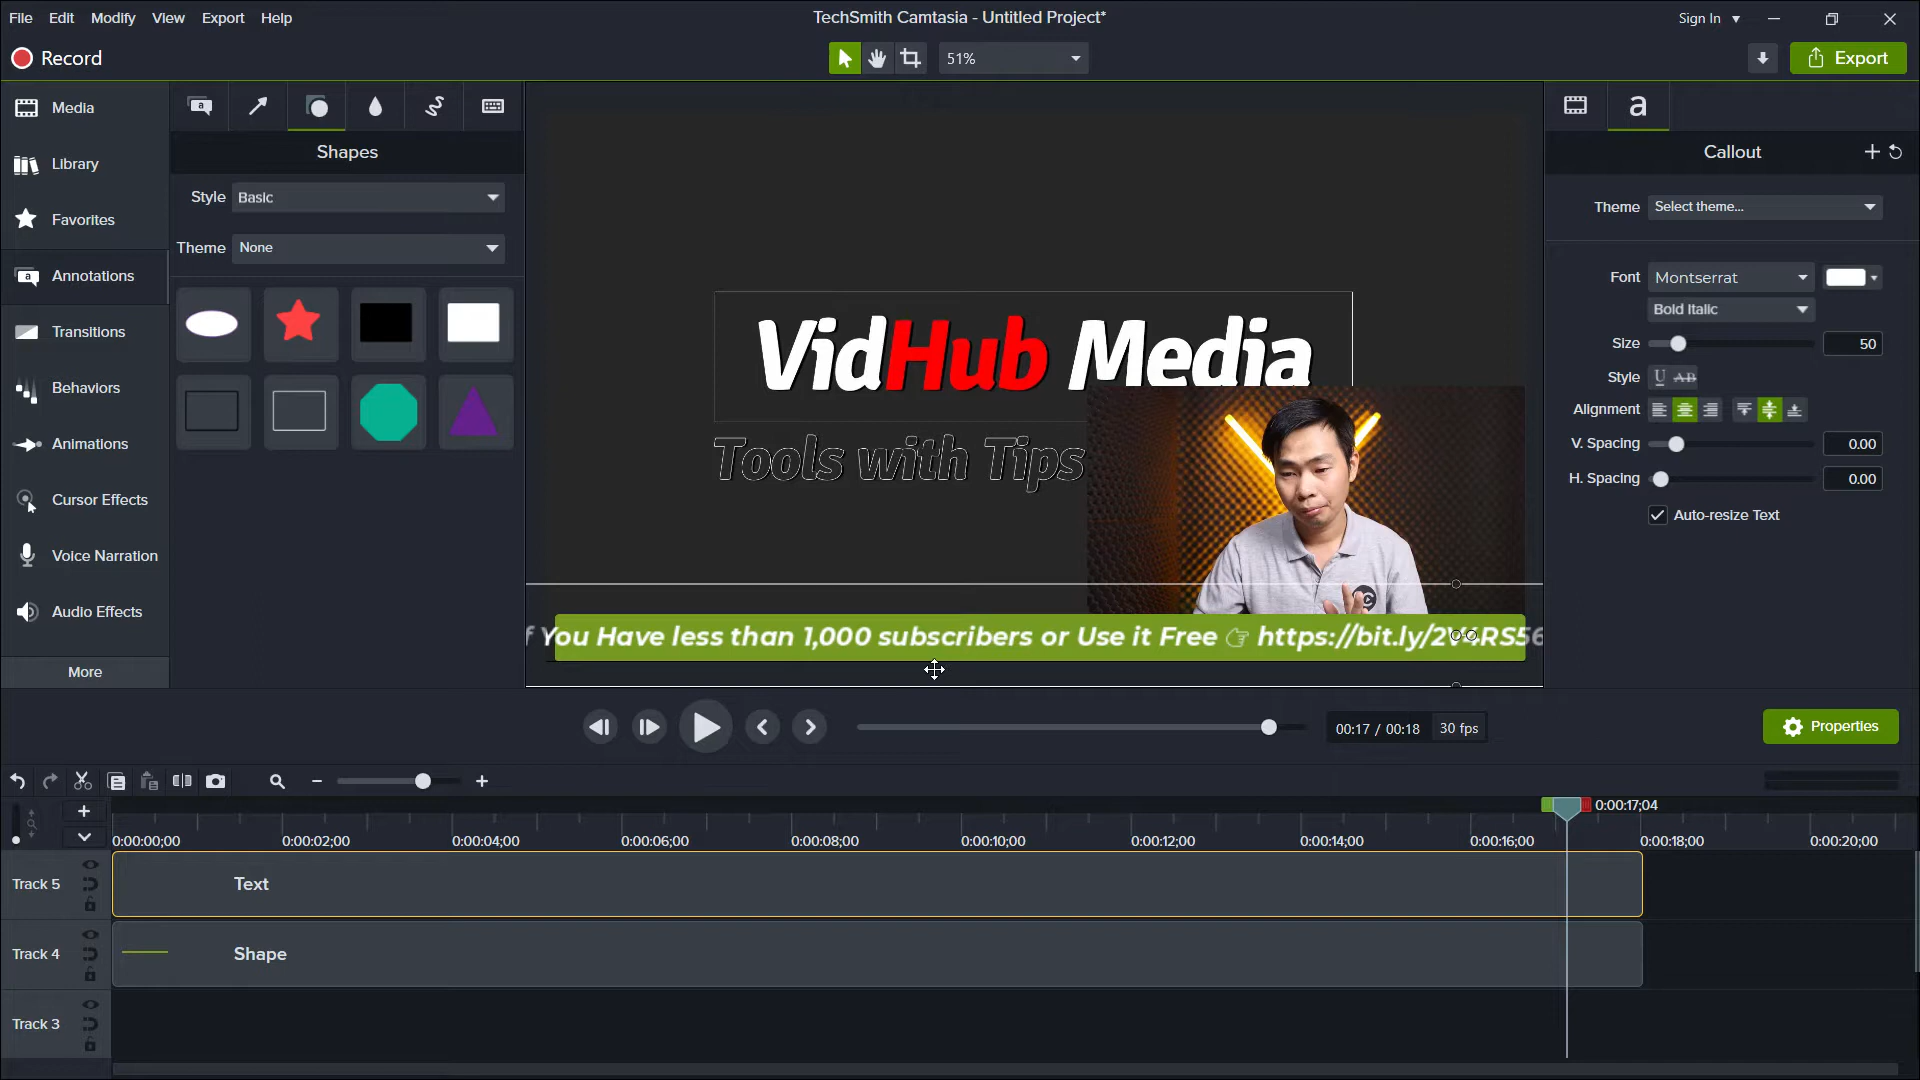 File Edit Modify View Export Help
TechSmith Camtasia - Untitled Project*
Sign In
Record
51%
Export
Media
Library
Favorites
Annotations
Transitions
Behaviors
Animations
Cursor Effects
Voice Narration
Audio Effects
More
a
Shapes
Style Basic
Theme None
VidHub Media
Tools with Tips
f You Have less than 1,000 subscribers or Use it Free 👉 https://bit.ly/2V4RS56
a
Callout
Theme Select theme...
Font Montserrat
Bold Italic
Size 50
Style U AB
Alignment
V. Spacing 0.00
H. Spacing 0.00
Auto-resize Text
00:17 / 00:18 30 fps
Properties
0:00:17;04
0:00:00;00 0:00:02;00 0:00:04;00 0:00:06;00 0:00:08;00 0:00:10;00 0:00:12;00 0:00:14;00 0:00:16;00 0:00:18;00 0:00:20;00
Track 5 Text
Track 4 Shape
Track 3